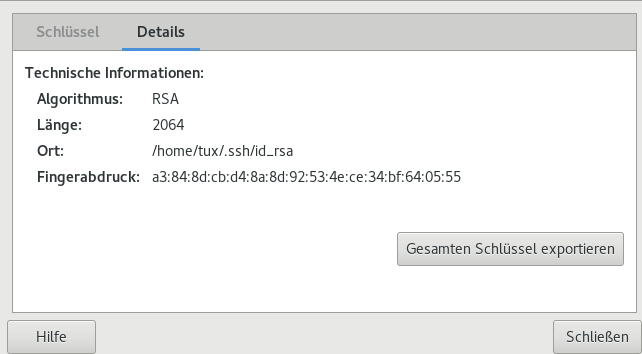 Schlüssel Details
Technische Informationen:
Algorithmus: RSA
Länge: 2064
Ort: /home/tux/.ssh/id_rsa
Fingerabdruck: a3:84:8d:cb:d4:8a:8d:92:53:4e:ce:34:bf:64:05:55
Gesamten Schlüssel exportieren
Hilfe Schließen